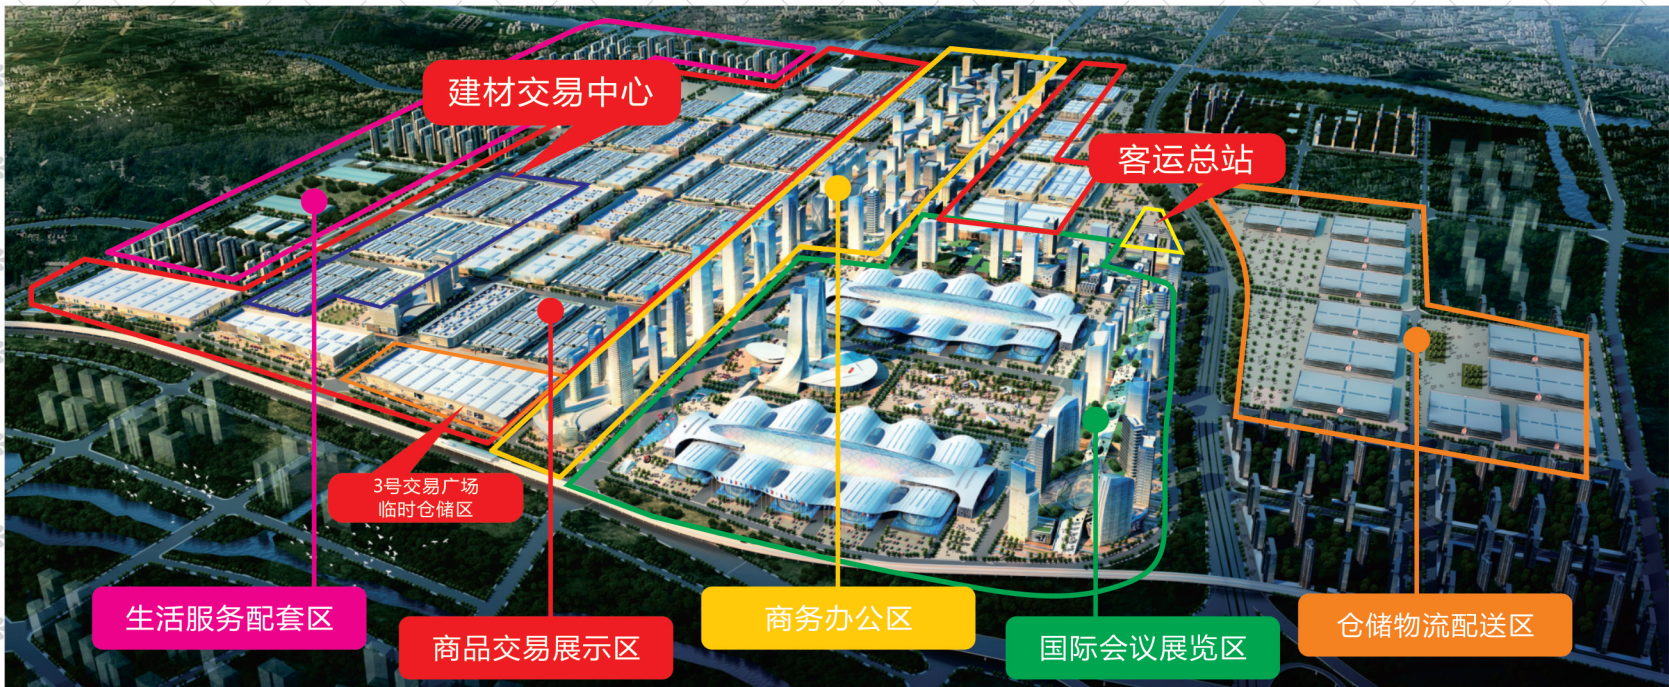 建材交易中心
客运总站
3号交易广场
临时仓储区
生活服务配套区
商品交易展示区
商务办公区
国际会议展览区
仓储物流配送区